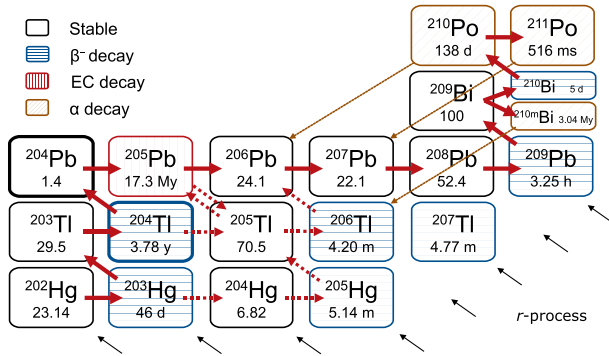 Stable
β⁻ decay
EC decay
α decay
²¹⁰Po
138 d
²¹¹Po
516 ms
²⁰⁹Bi
100
²¹⁰Bi 5 d
²¹⁰ᵐBi 3.04 My
²⁰⁴Pb
1.4
²⁰⁵Pb
17.3 My
²⁰⁶Pb
24.1
²⁰⁷Pb
22.1
²⁰⁸Pb
52.4
²⁰⁹Pb
3.25 h
²⁰³Tl
29.5
²⁰⁴Tl
3.78 y
²⁰⁵Tl
70.5
²⁰⁶Tl
4.20 m
²⁰⁷Tl
4.77 m
²⁰²Hg
23.14
²⁰³Hg
46 d
²⁰⁴Hg
6.82
²⁰⁵Hg
5.14 m
r-process